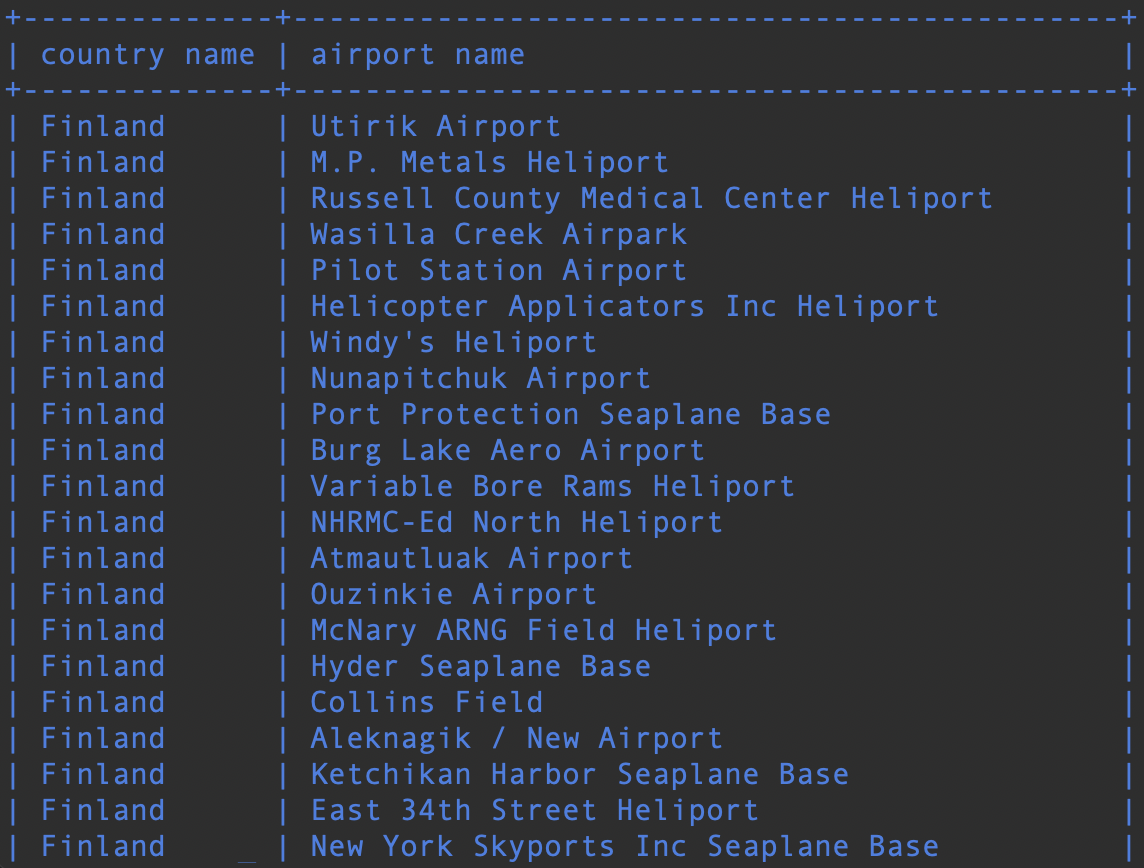 +--------------+----------------------------------------------+
| country name | airport name                                 |
+--------------+----------------------------------------------+
| Finland      | Utirik Airport                               |
| Finland      | M.P. Metals Heliport                         |
| Finland      | Russell County Medical Center Heliport       |
| Finland      | Wasilla Creek Airpark                        |
| Finland      | Pilot Station Airport                        |
| Finland      | Helicopter Applicators Inc Heliport          |
| Finland      | Windy's Heliport                             |
| Finland      | Nunapitchuk Airport                          |
| Finland      | Port Protection Seaplane Base                |
| Finland      | Burg Lake Aero Airport                       |
| Finland      | Variable Bore Rams Heliport                  |
| Finland      | NHRMC-Ed North Heliport                      |
| Finland      | Atmautluak Airport                           |
| Finland      | Ouzinkie Airport                             |
| Finland      | McNary ARNG Field Heliport                   |
| Finland      | Hyder Seaplane Base                          |
| Finland      | Collins Field                                |
| Finland      | Aleknagik / New Airport                      |
| Finland      | Ketchikan Harbor Seaplane Base               |
| Finland      | East 34th Street Heliport                    |
| Finland    _ | New York Skyports Inc Seaplane Base          |